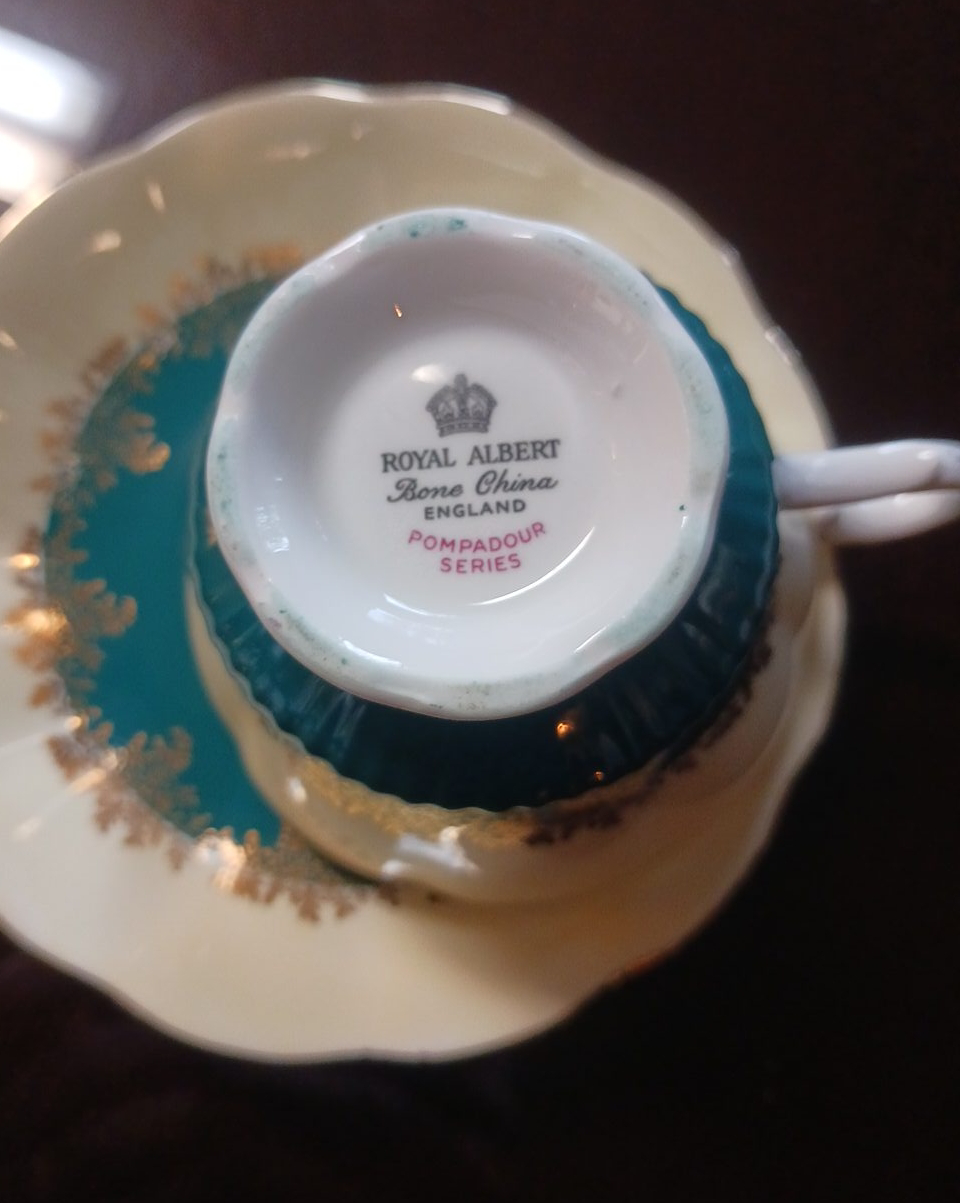 ROYAL ALBERT
Bone China
ENGLAND
POMPADOUR
SERIES